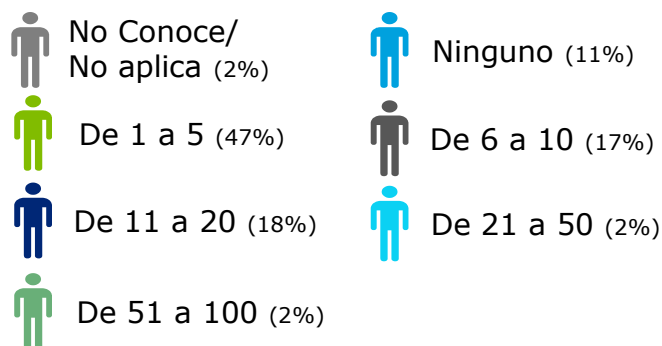 No Conoce/
No aplica (2%)
Ninguno (11%)
De 1 a 5 (47%)
De 6 a 10 (17%)
De 11 a 20 (18%)
De 21 a 50 (2%)
De 51 a 100 (2%)